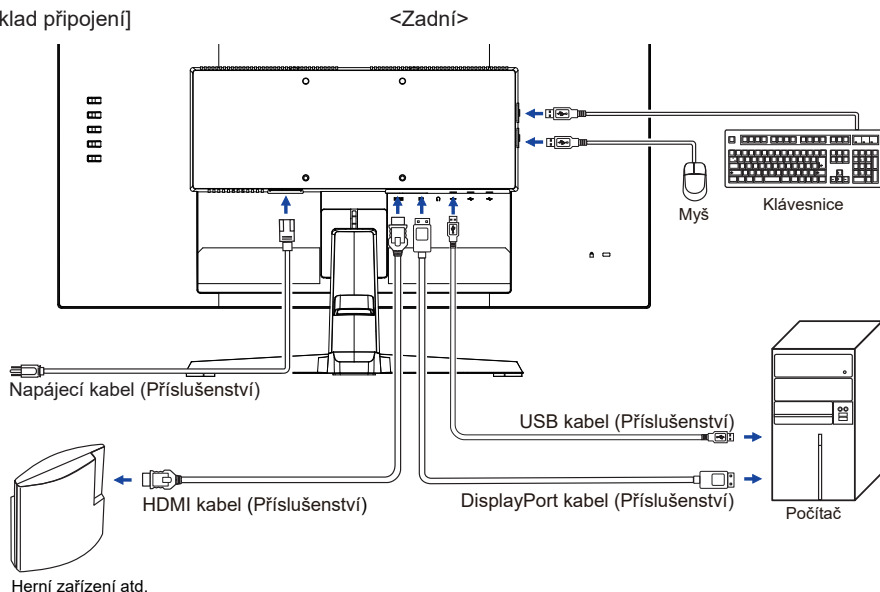 klad připojení]
<Zadní>
Myš
Klávesnice
Napájecí kabel (Příslušenství)
USB kabel (Příslušenství)
HDMI kabel (Příslušenství)
DisplayPort kabel (Příslušenství)
Počítač
Herní zařízení atd.